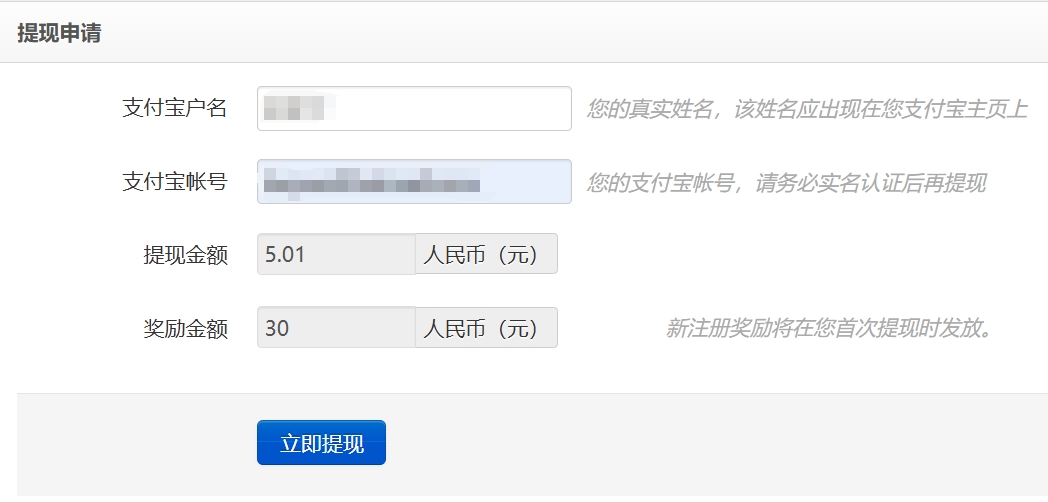 提现申请
支付宝户名 您的真实姓名，该姓名应出现在您支付宝主页上
支付宝帐号 您的支付宝帐号，请务必实名认证后再提现
提现金额 5.01 人民币（元）
奖励金额 30 人民币（元） 新注册奖励将在您首次提现时发放。
立即提现